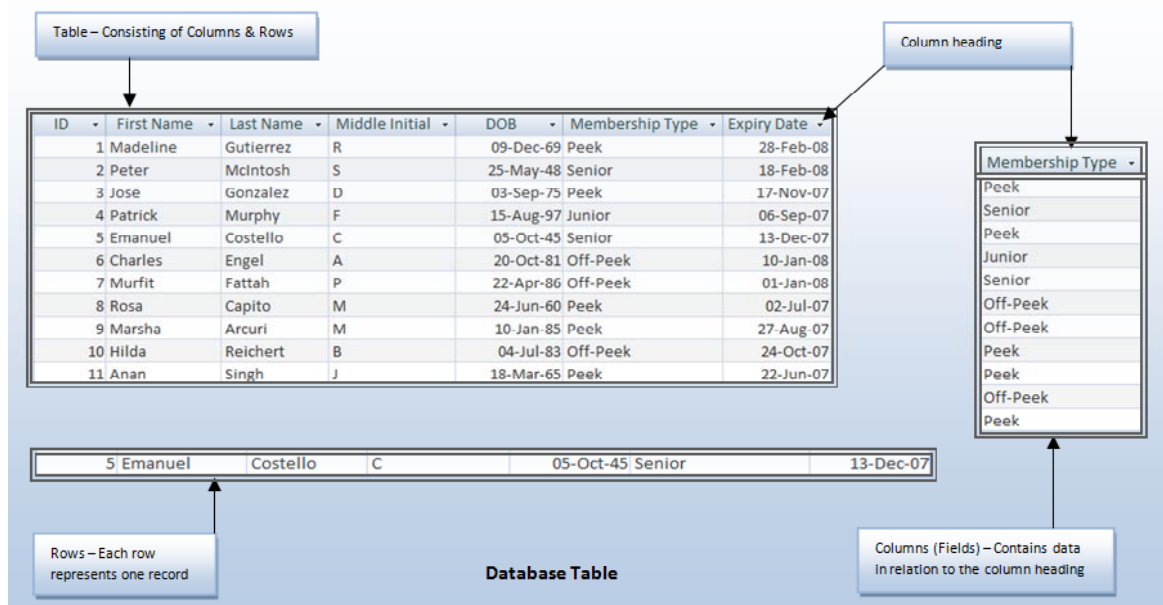 Table – Consisting of Columns & Rows
Column heading
ID First Name Last Name Middle Initial DOB Membership Type Expiry Date
1 Madeline Gutierrez R 09-Dec-69 Peek 28-Feb-08
2 Peter McIntosh S 25-May-48 Senior 18-Feb-08
3 Jose Gonzalez D 03-Sep-75 Peek 17-Nov-07
4 Patrick Murphy F 15-Aug-97 Junior 06-Sep-07
5 Emanuel Costello C 05-Oct-45 Senior 13-Dec-07
6 Charles Engel A 20-Oct-81 Off-Peek 10-Jan-08
7 Murfit Fattah P 22-Apr-86 Off-Peek 01-Jan-08
8 Rosa Capito M 24-Jun-60 Peek 02-Jul-07
9 Marsha Arcuri M 10-Jan-85 Peek 27-Aug-07
10 Hilda Reichert B 04-Jul-83 Off-Peek 24-Oct-07
11 Anan Singh J 18-Mar-65 Peek 22-Jun-07
Membership Type
Peek
Senior
Peek
Junior
Senior
Off-Peek
Off-Peek
Peek
Peek
Off-Peek
Peek
5 Emanuel Costello C 05-Oct-45 Senior 13-Dec-07
Rows – Each row
represents one record
Database Table
Columns (Fields) – Contains data
in relation to the column heading